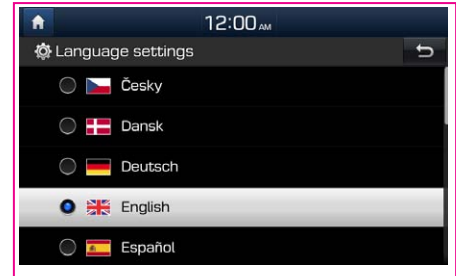 12:00 AM
Language settings
Česky
Dansk
Deutsch
English
Español